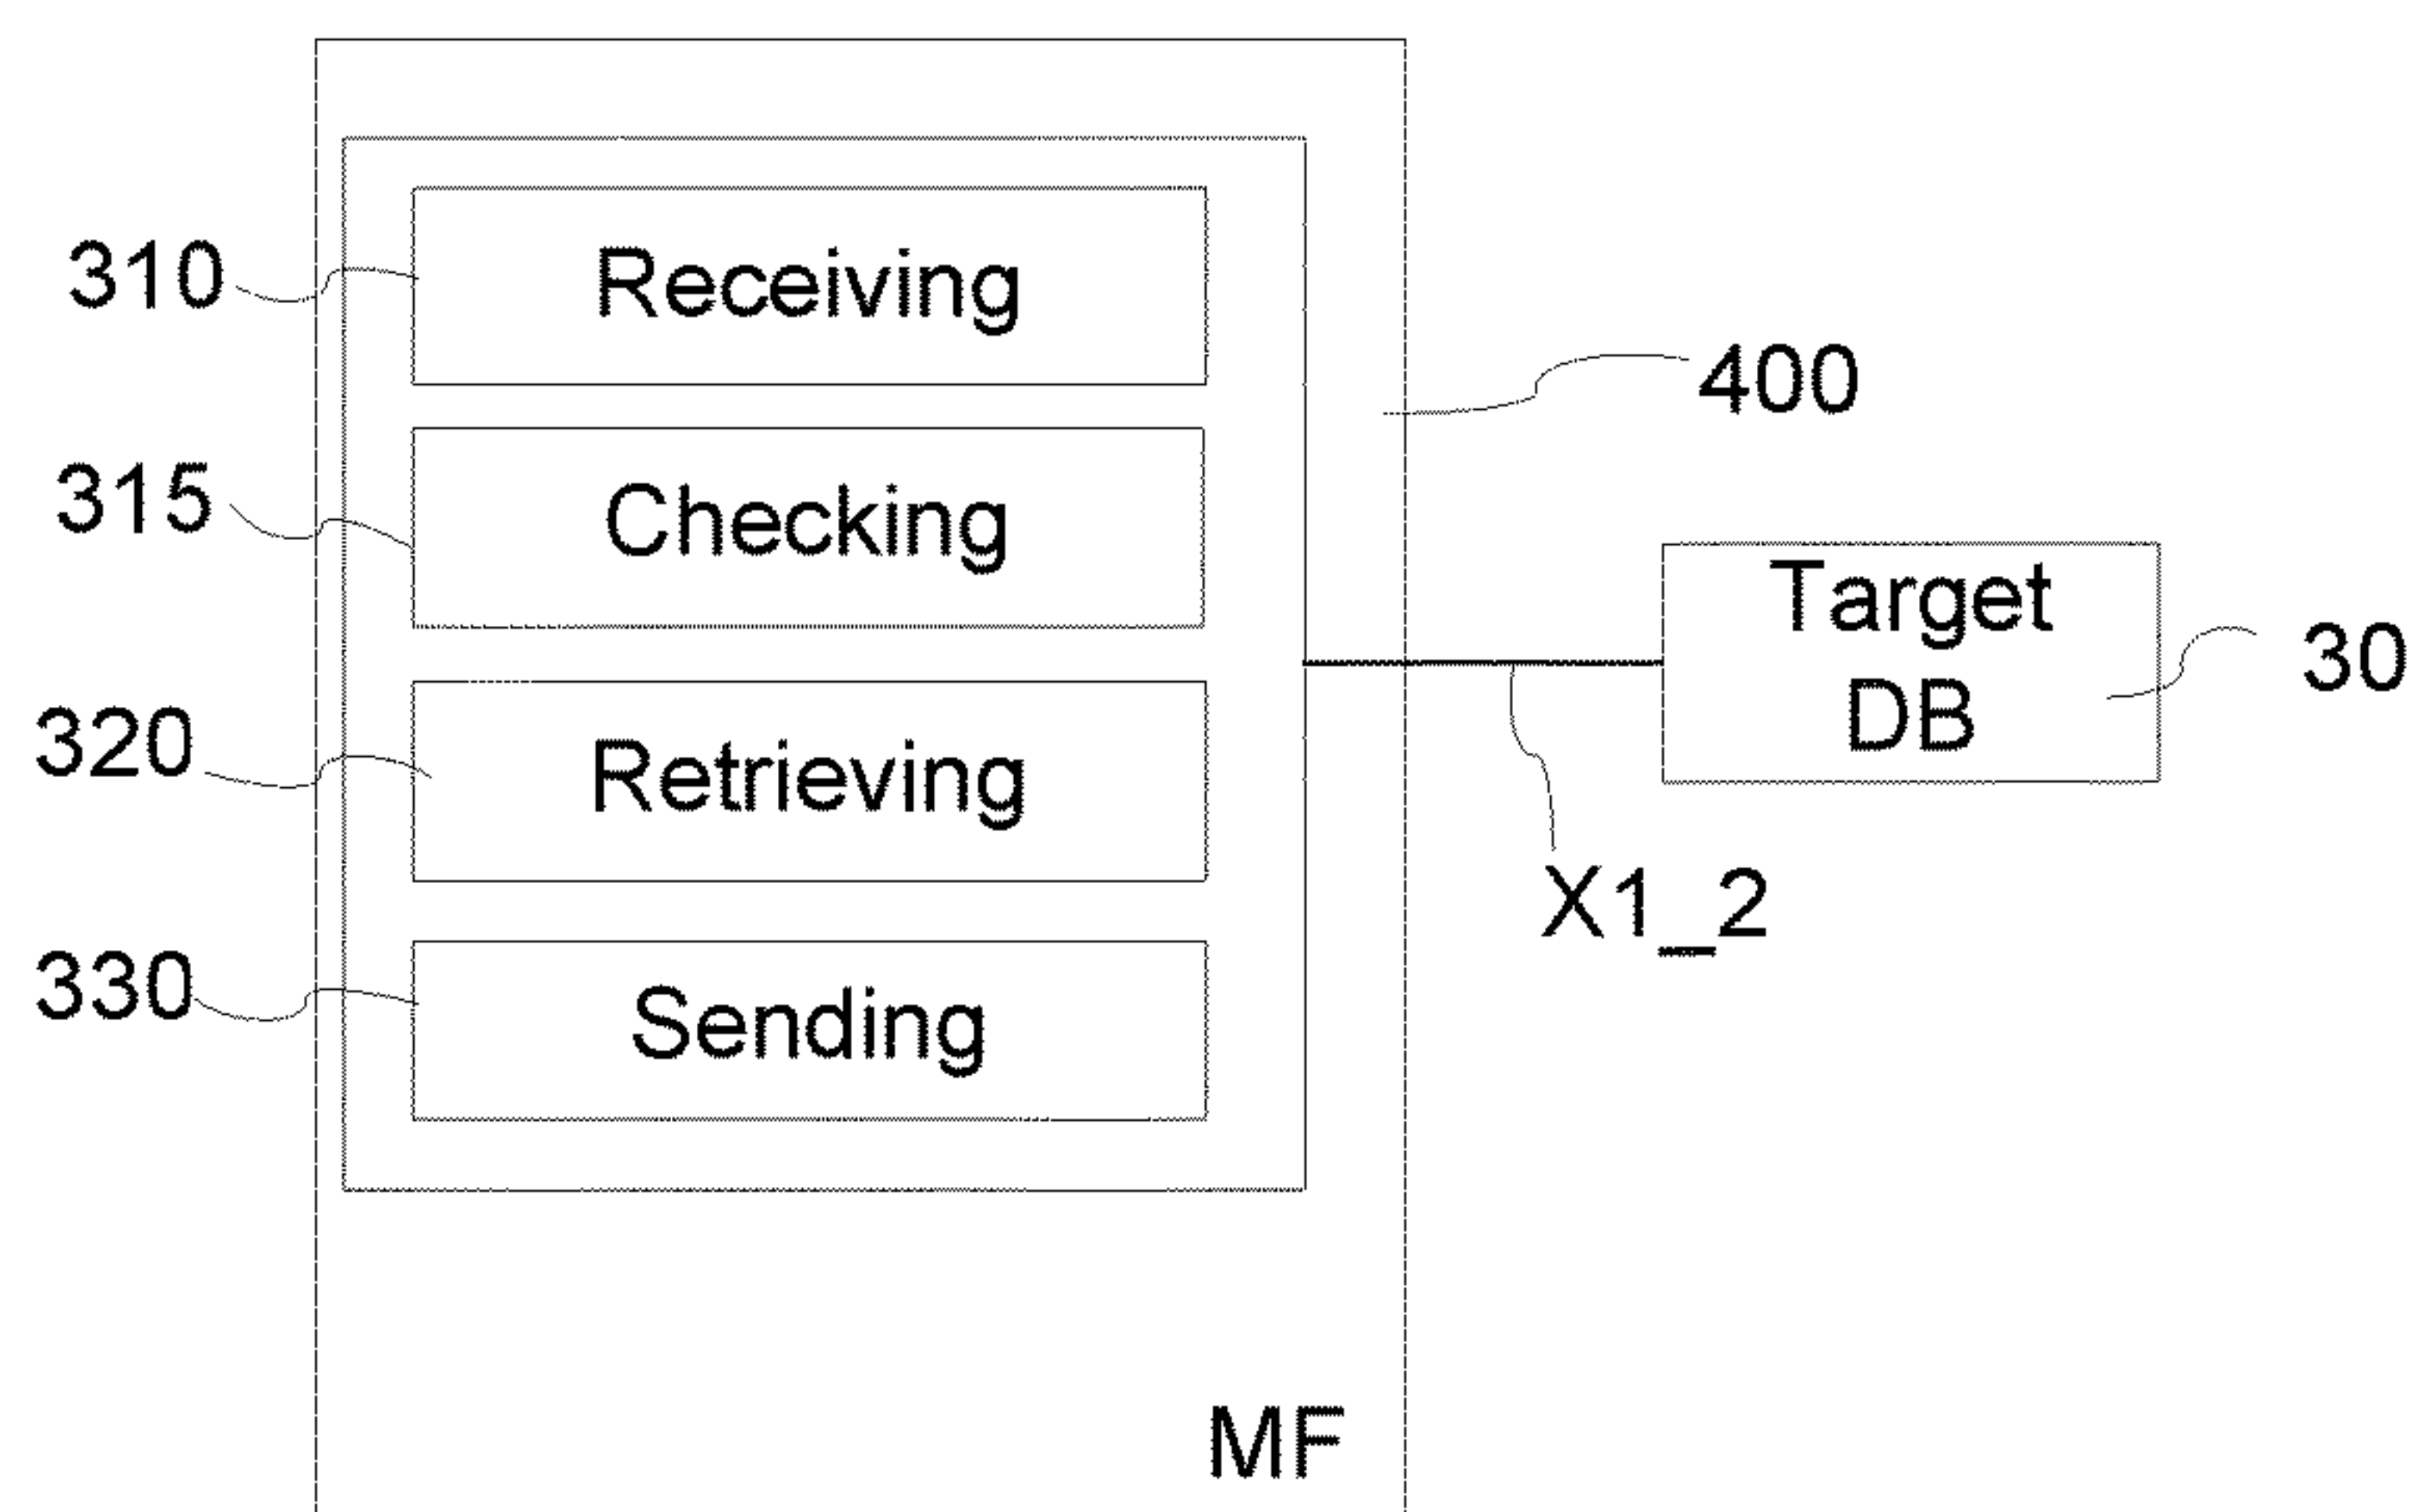 310
Receiving
400
315
Checking
Target
DB
30
320
Retrieving
X1_2
330
Sending
MF